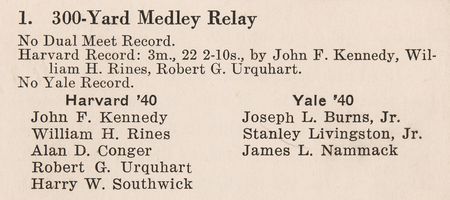 1. 300-Yard Medley Relay
No Dual Meet Record.
Harvard Record: 3m., 22 2-10s., by John F. Kennedy, Wil-
liam H. Rines, Robert G. Urquhart.
No Yale Record.
Harvard '40 Yale '40
John F. Kennedy Joseph L. Burns, Jr.
William H. Rines Stanley Livingston, Jr.
Alan D. Conger James L. Nammack
Robert G. Urquhart
Harry W. Southwick